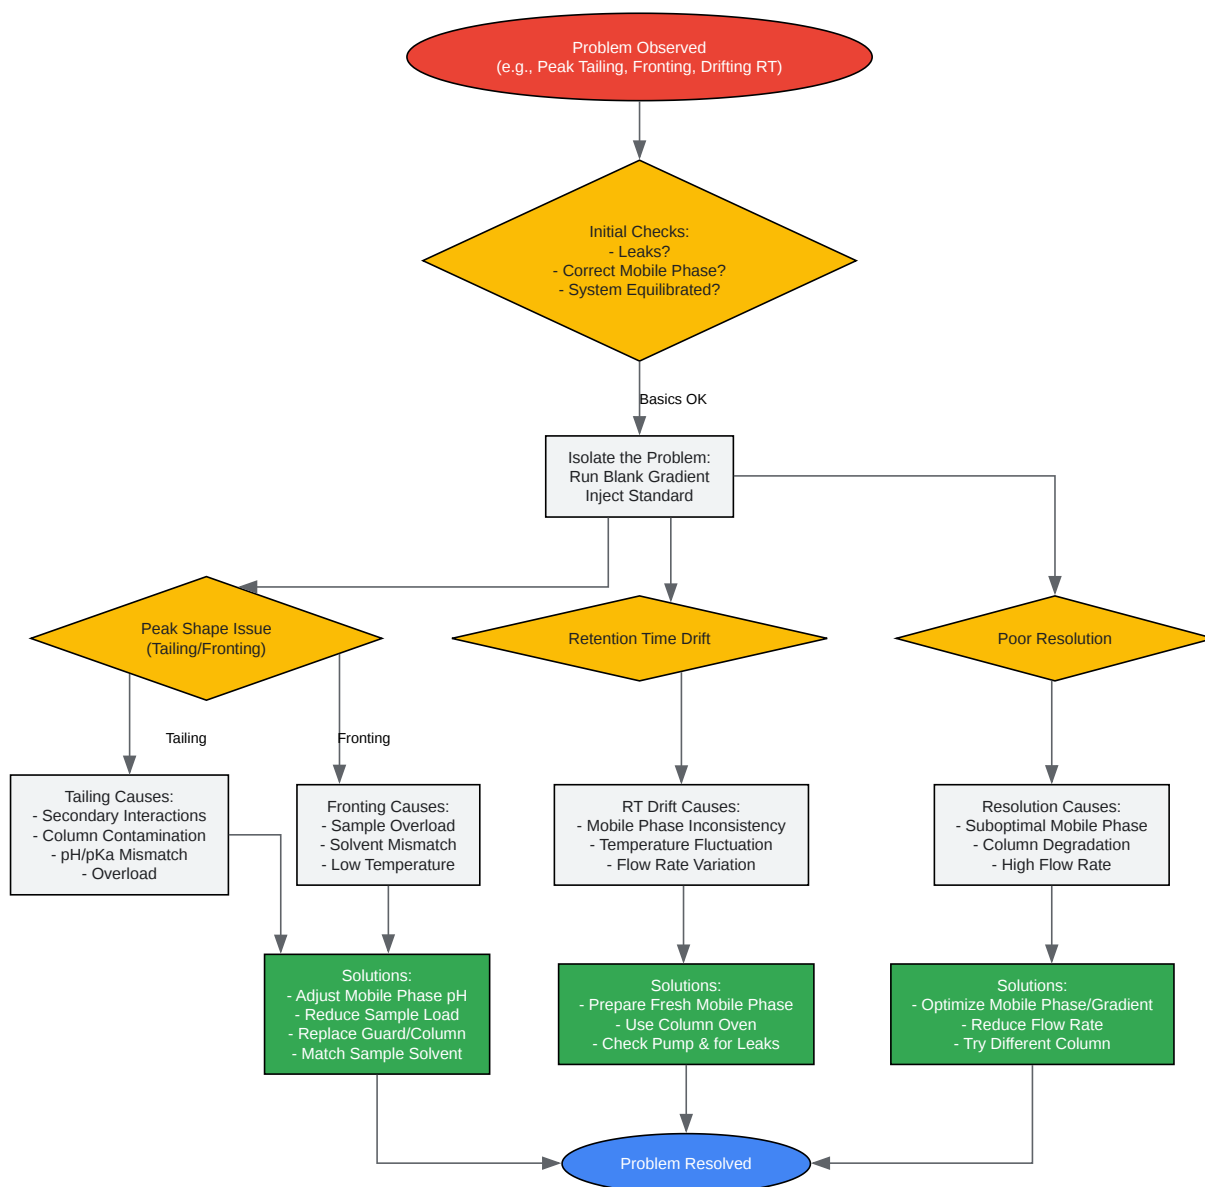 Problem Observed
(e.g., Peak Tailing, Fronting, Drifting RT)
Initial Checks:
- Leaks?
- Correct Mobile Phase?
- System Equilibrated?
Basics OK
Isolate the Problem:
Run Blank Gradient
Inject Standard
Peak Shape Issue
(Tailing/Fronting)
Retention Time Drift
Poor Resolution
Tailing
Fronting
Tailing Causes:
- Secondary Interactions
- Column Contamination
- pH/pKa Mismatch
- Overload
Fronting Causes:
- Sample Overload
- Solvent Mismatch
- Low Temperature
RT Drift Causes:
- Mobile Phase Inconsistency
- Temperature Fluctuation
- Flow Rate Variation
Resolution Causes:
- Suboptimal Mobile Phase
- Column Degradation
- High Flow Rate
Solutions:
- Adjust Mobile Phase pH
- Reduce Sample Load
- Replace Guard/Column
- Match Sample Solvent
Solutions:
- Prepare Fresh Mobile Phase
- Use Column Oven
- Check Pump & for Leaks
Solutions:
- Optimize Mobile Phase/Gradient
- Reduce Flow Rate
- Try Different Column
Problem Resolved